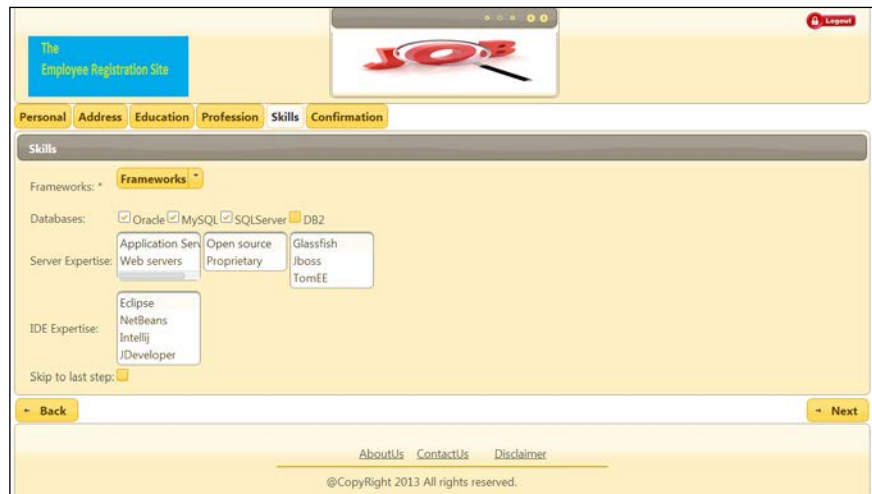 Logout
The
Employee Registration Site
JOB
Personal Address Education Profession Skills Confirmation
Skills
Frameworks: * Frameworks
Databases: Oracle MySQL SQLServer DB2
Server Expertise:
Application Serv
Web servers
Open source
Proprietary
Glassfish
Jboss
TomEE
IDE Expertise:
Eclipse
NetBeans
Intellij
JDeveloper
Skip to last step:
Back
Next
AboutUs ContactUs Disclaimer
@CopyRight 2013 All rights reserved.